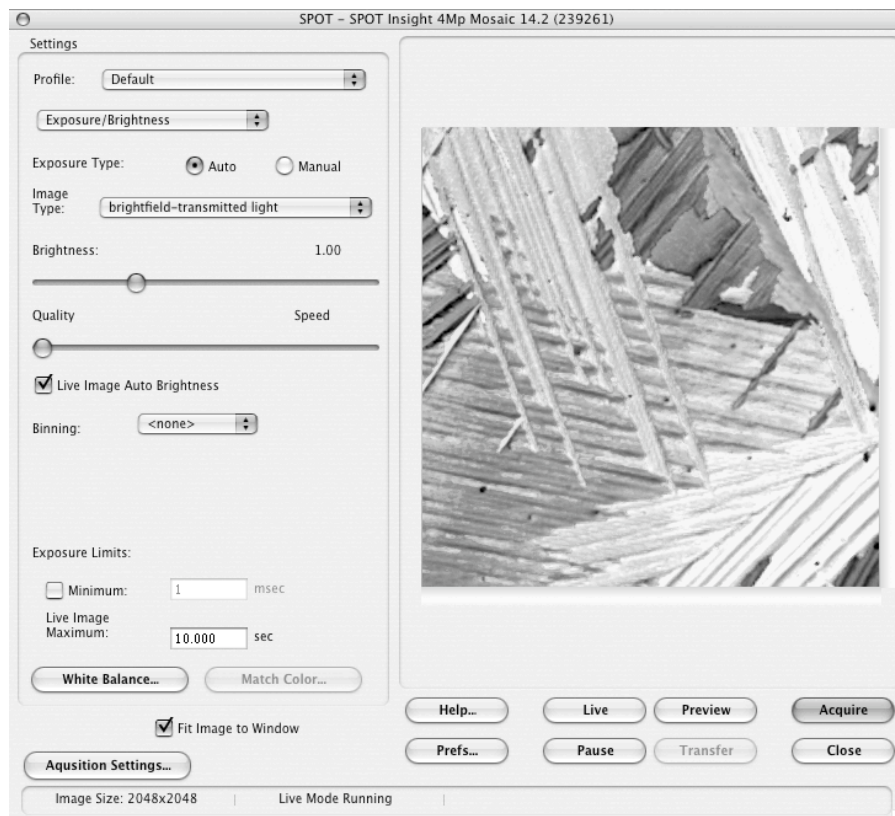 SPOT – SPOT Insight 4Mp Mosaic 14.2 (239261)
Settings
Profile: Default
Exposure/Brightness
Exposure Type: Auto Manual
Image Type: brightfield–transmitted light
Brightness: 1.00
Quality Speed
Live Image Auto Brightness
Binning: <none>
Exposure Limits:
Minimum: 1 msec
Live Image
Maximum: 10.000 sec
White Balance... Match Color...
Fit Image to Window
Aqusition Settings...
Help... Live Preview Acquire
Prefs... Pause Transfer Close
Image Size: 2048x2048 Live Mode Running